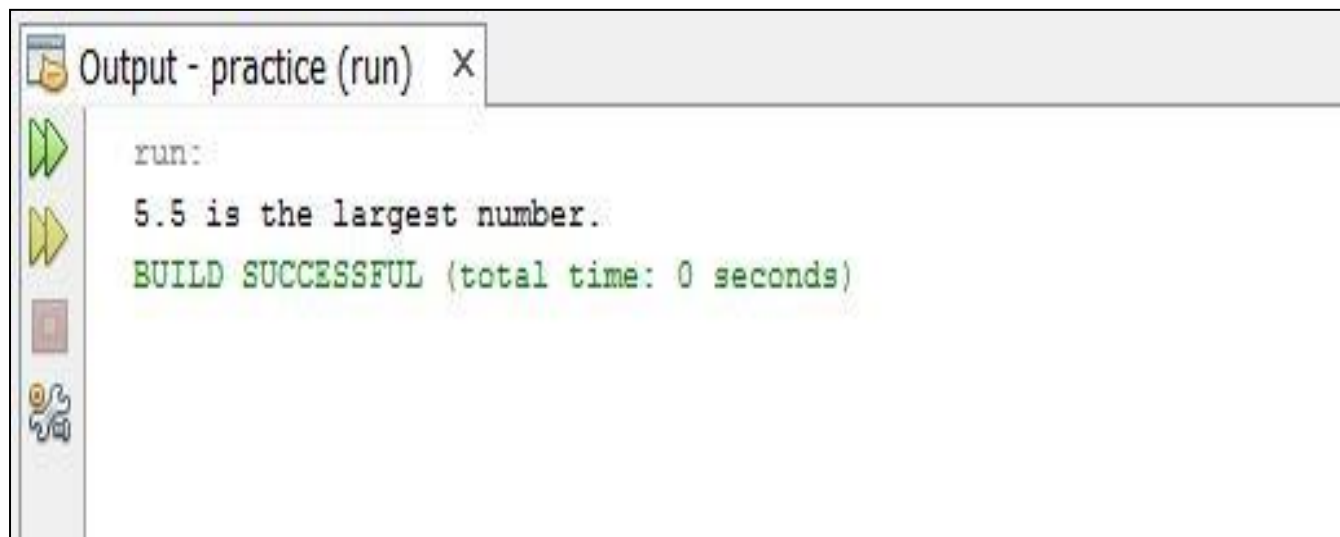 Output - practice (run) X
run:
5.5 is the largest number.
BUILD SUCCESSFUL (total time: 0 seconds)